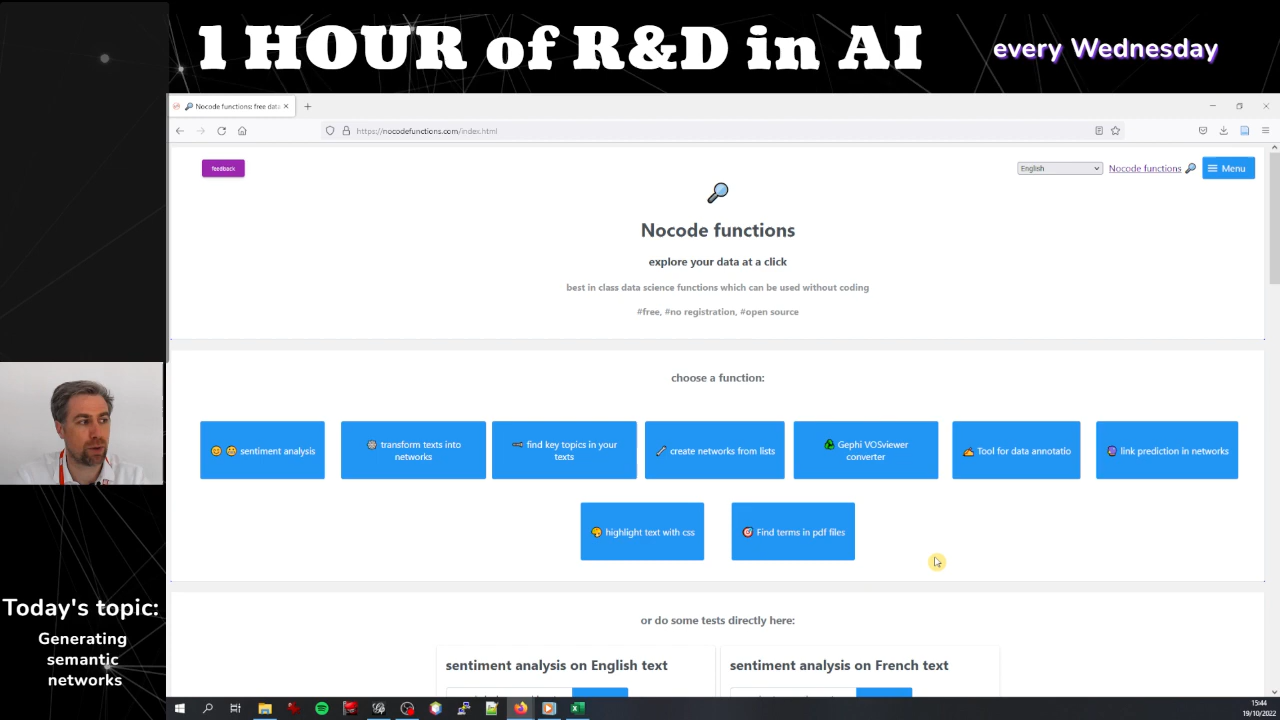 1 HOUR of R&D in AI
every Wednesday
Nocode functions: free data
https://nocodefunctions.com/index.html
feedback
English
Nocode functions
Menu
Nocode functions
explore your data at a click
best in class data science functions which can be used without coding
#free, #no registration, #open source
choose a function:
sentiment analysis
transform texts into
networks
find key topics in your
texts
create networks from lists
Gephi VOSviewer
converter
Tool for data annotatio
link prediction in networks
highlight text with css
Find terms in pdf files
Today's topic:
Generating
semantic
networks
or do some tests directly here:
sentiment analysis on English text
sentiment analysis on French text
15:44
19/10/2022